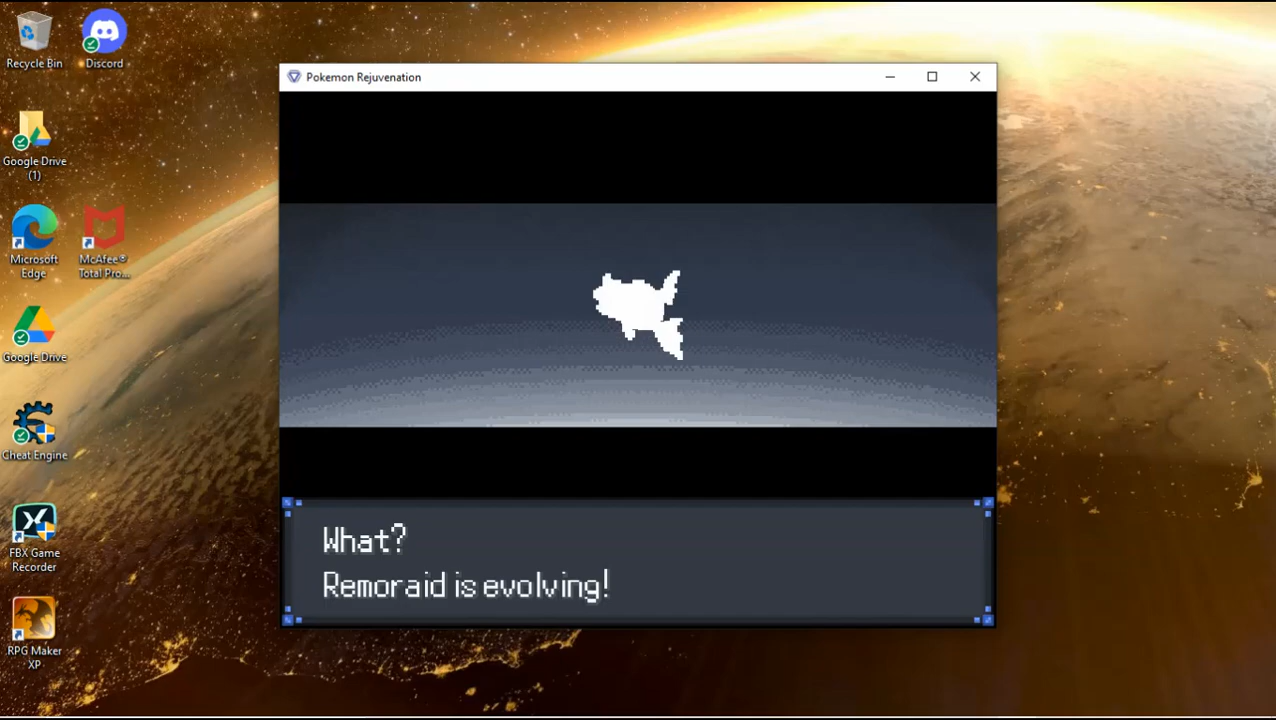 Recycle Bin
Discord
Google Drive
(1)
Microsoft
Edge
McAfee®
Total Pro...
Google Drive
Cheat Engine
FBX Game
Recorder
RPG Maker
XP
Pokemon Rejuvenation
What?
Remoraid is evolving!